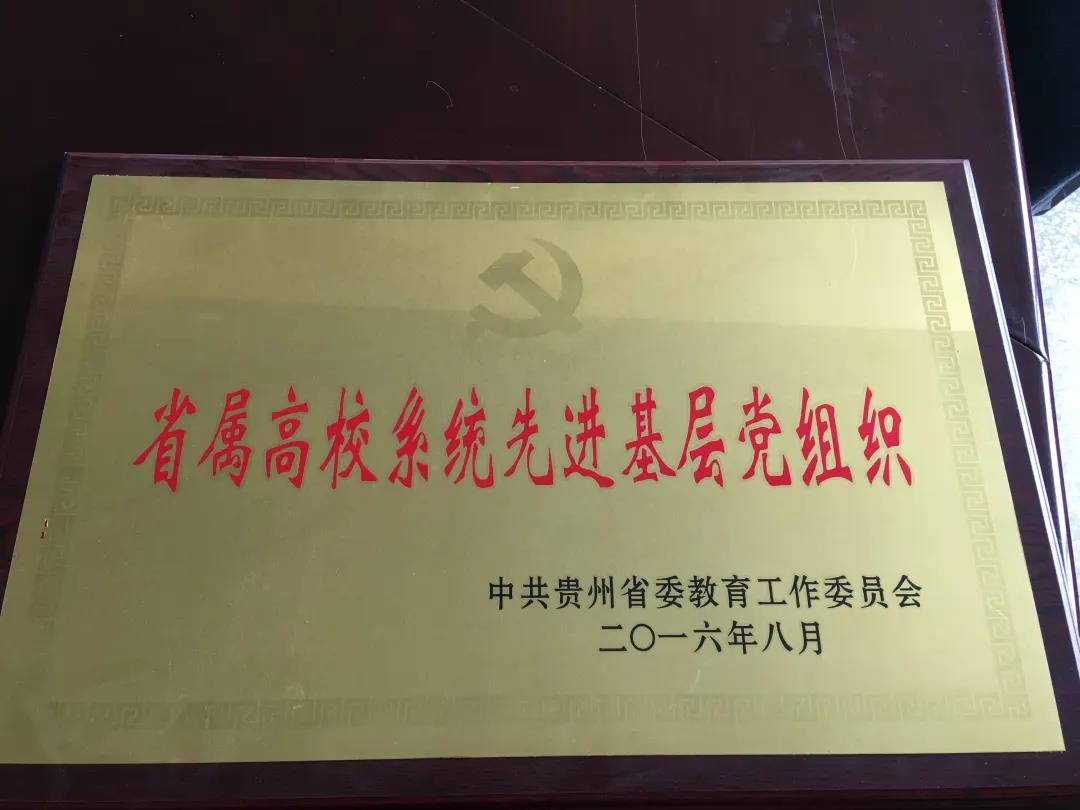 省属高校系统先进基层党组织
中共贵州省委教育工作委员会
二〇一六年八月